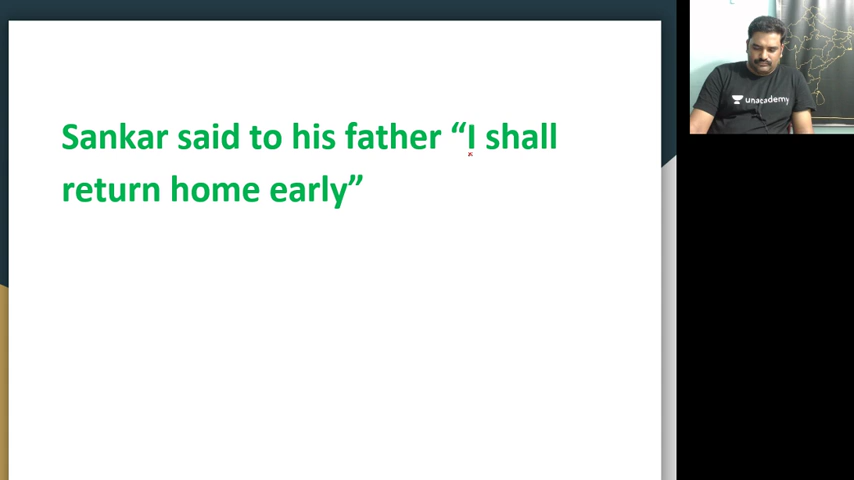 Sankar said to his father “I shall
return home early”
unacademy